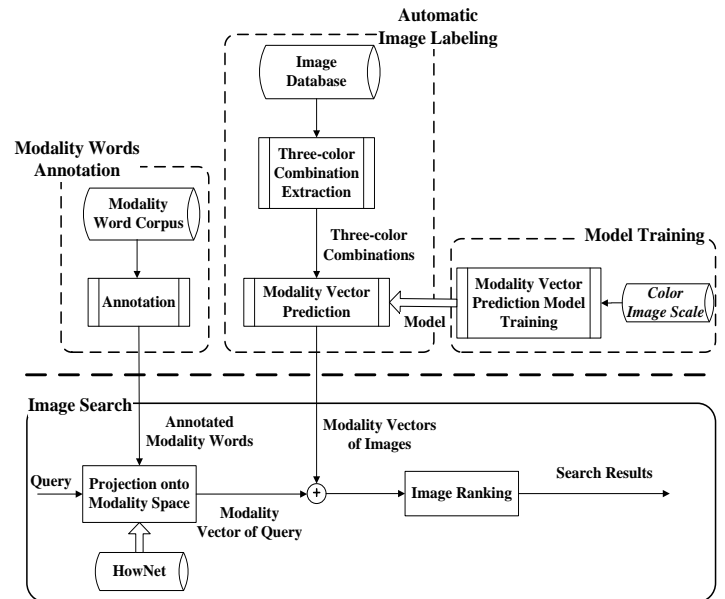 Automatic
Image Labeling
Image
Database
Three-color
Combination
Extraction
Three-color
Combinations
Modality Vector
Prediction
Modality Words
Annotation
Modality
Word Corpus
Annotation
Model Training
Modality Vector
Prediction Model
Training
Color
Image Scale
Model
Image Search
Annotated
Modality Words
Modality Vectors
of Images
Query
Projection onto
Modality Space
Modality
Vector of Query
+
Image Ranking
Search Results
HowNet